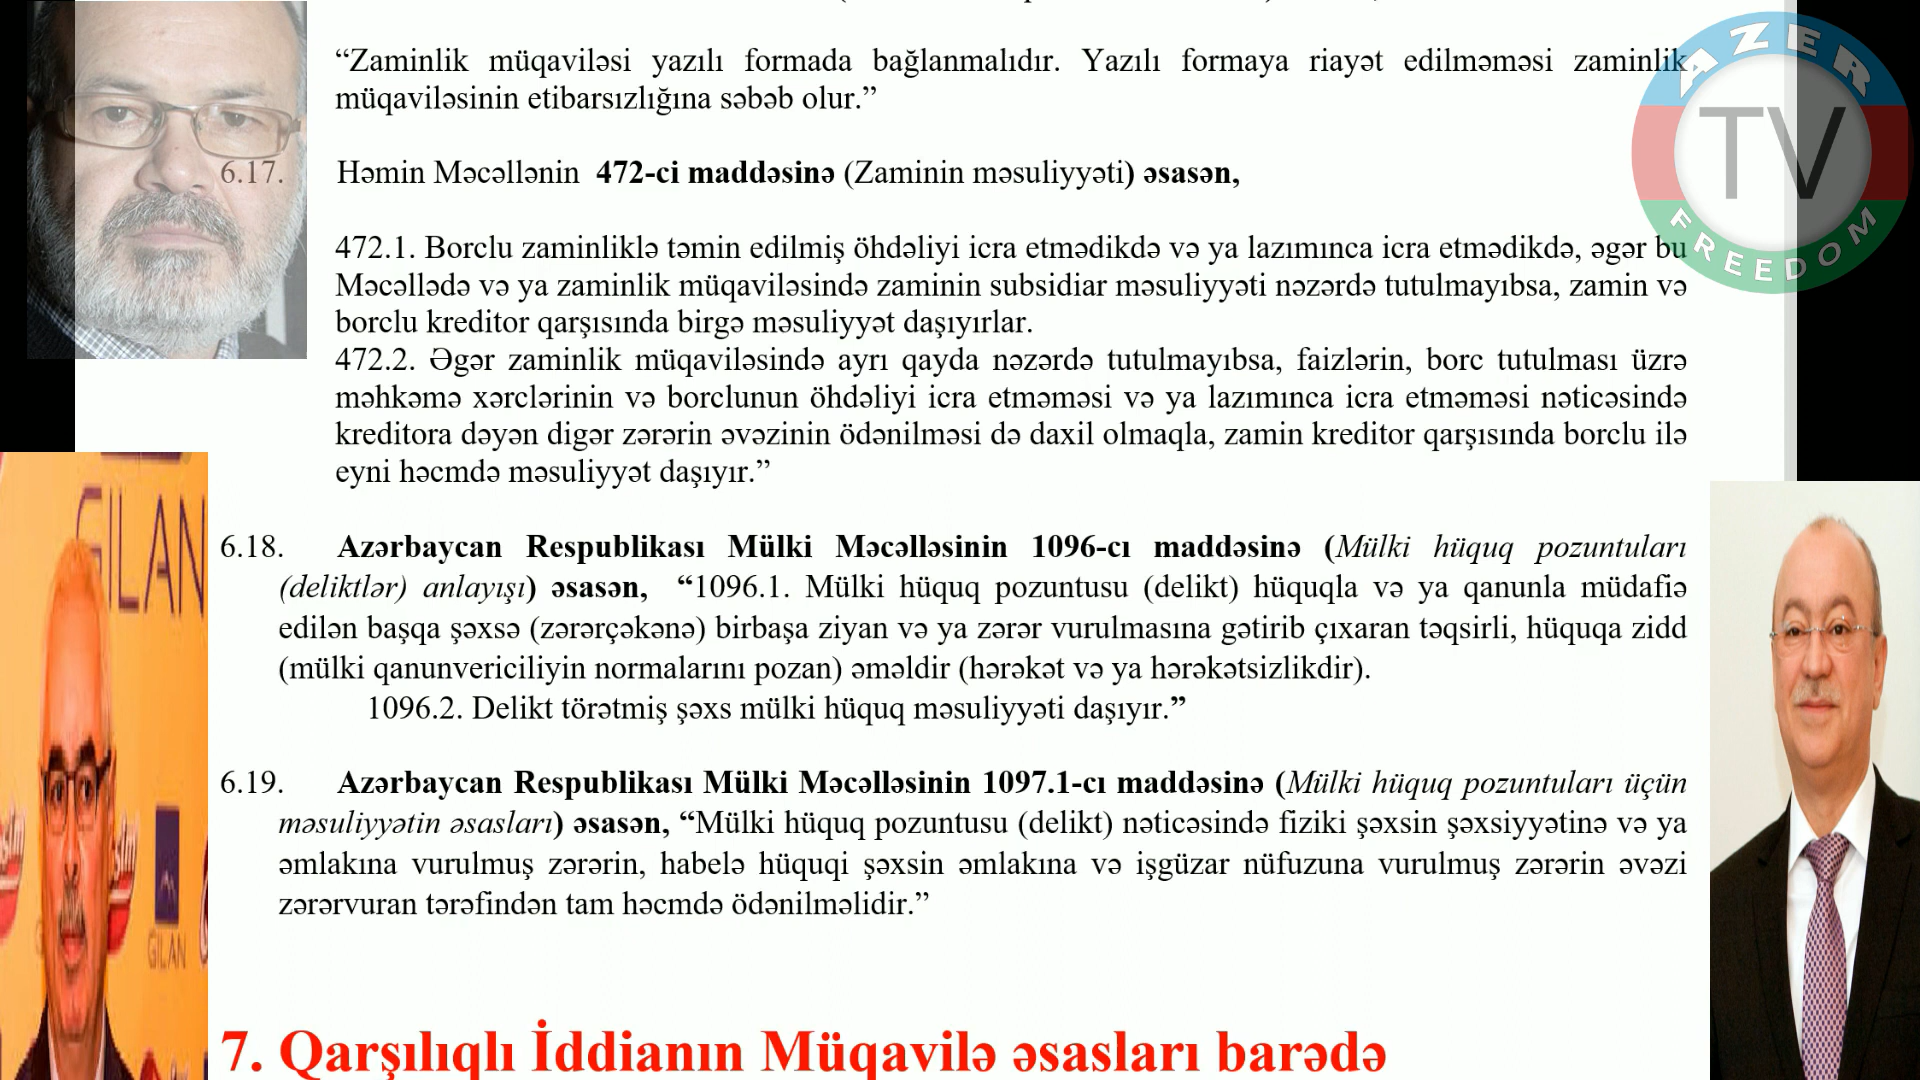 “Zaminlik müqaviləsi yazılı formada bağlanmalıdır. Yazılı formaya riayət edilməməsi zaminlik
müqaviləsinin etibarsızlığına səbəb olur.”
6.17. Həmin Məcəllənin 472-ci maddəsinə (Zaminin məsuliyyəti) əsasən,
472.1. Borclu zaminliklə təmin edilmiş öhdəliyi icra etmədikdə və ya lazımınca icra etmədikdə, əgər bu
Məcəllədə və ya zaminlik müqaviləsində zaminin subsidiar məsuliyyəti nəzərdə tutulmayıbsa, zamin və
borclu kreditor qarşısında birgə məsuliyyət daşıyırlar.
472.2. Əgər zaminlik müqaviləsində ayrı qayda nəzərdə tutulmayıbsa, faizlərin, borc tutulması üzrə
məhkəmə xərclərinin və borclunun öhdəliyi icra etməməsi və ya lazımınca icra etməməsi nəticəsində
kreditora dəyən digər zərərin əvəzinin ödənilməsi də daxil olmaqla, zamin kreditor qarşısında borclu ilə
eyni həcmdə məsuliyyət daşıyır.”
6.18. Azərbaycan Respublikası Mülki Məcəlləsinin 1096-cı maddəsinə (Mülki hüquq pozuntuları
(deliktlər) anlayışı) əsasən, “1096.1. Mülki hüquq pozuntusu (delikt) hüquqla və ya qanunla müdafiə
edilən başqa şəxsə (zərərçəkənə) birbaşa ziyan və ya zərər vurulmasına gətirib çıxaran təqsirli, hüquqa zidd
(mülki qanunvericiliyin normalarını pozan) əməldir (hərəkət və ya hərəkətsizlikdir).
1096.2. Delikt törətmiş şəxs mülki hüquq məsuliyyəti daşıyır.”
6.19. Azərbaycan Respublikası Mülki Məcəlləsinin 1097.1-cı maddəsinə (Mülki hüquq pozuntuları üçün
məsuliyyətin əsasları) əsasən, “Mülki hüquq pozuntusu (delikt) nəticəsində fiziki şəxsin şəxsiyyətinə və ya
əmlakına vurulmuş zərərin, habelə hüquqi şəxsin əmlakına və işgüzar nüfuzuna vurulmuş zərərin əvəzi
zərərvuran tərəfindən tam həcmdə ödənilməlidir.”
7. Qarşılıqlı İddianın Müqavilə əsasları barədə
AZER
TV
FREEDOM
GILAN
GILAN